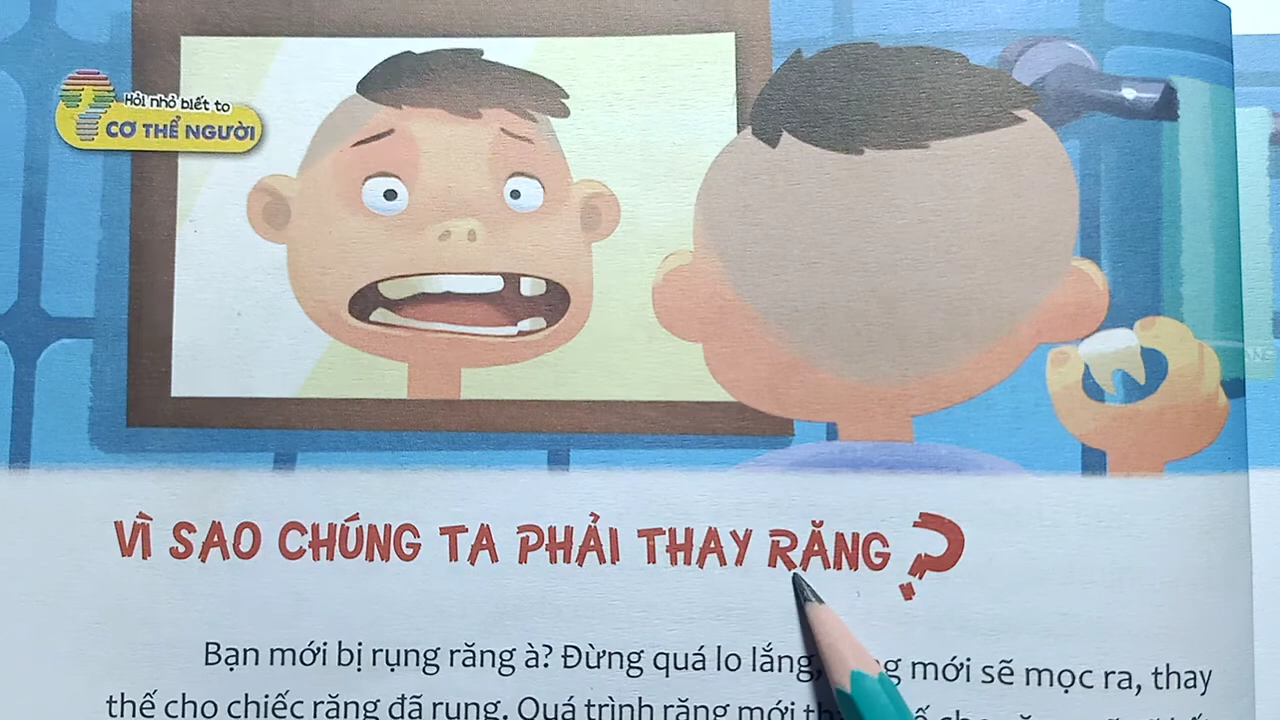 Hỏi nhỏ biết to
CƠ THỂ NGƯỜI
VÌ SAO CHÚNG TA PHẢI THAY RĂNG?
Bạn mới bị rụng răng à? Đừng quá lo lắng, mới sẽ mọc ra, thay
thế cho chiếc răng đã rụng. Quá trình răng mới